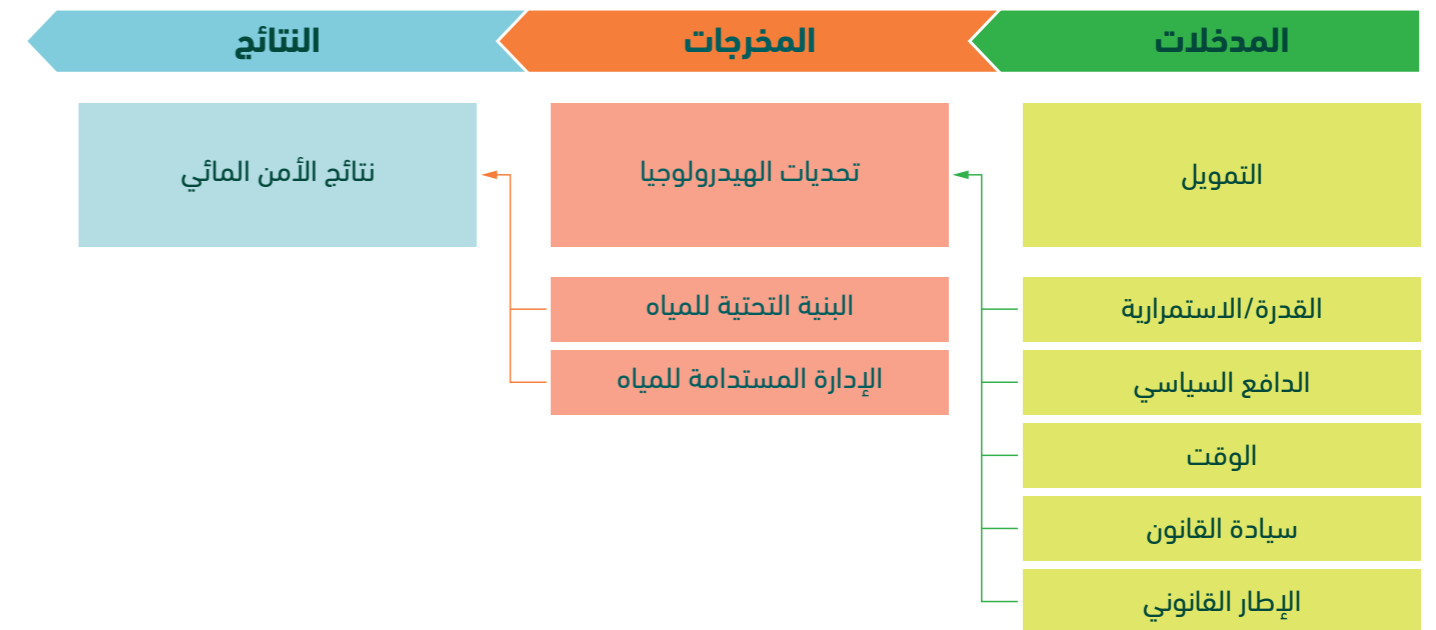 المدخلات
المخرجات
النتائج
التمويل
تحديات الهيدرولوجيا
نتائج الأمن المائي
القدرة/الاستمرارية
البنية التحتية للمياه
الدافع السياسي
الإدارة المستدامة للمياه
الوقت
سيادة القانون
الإطار القانوني